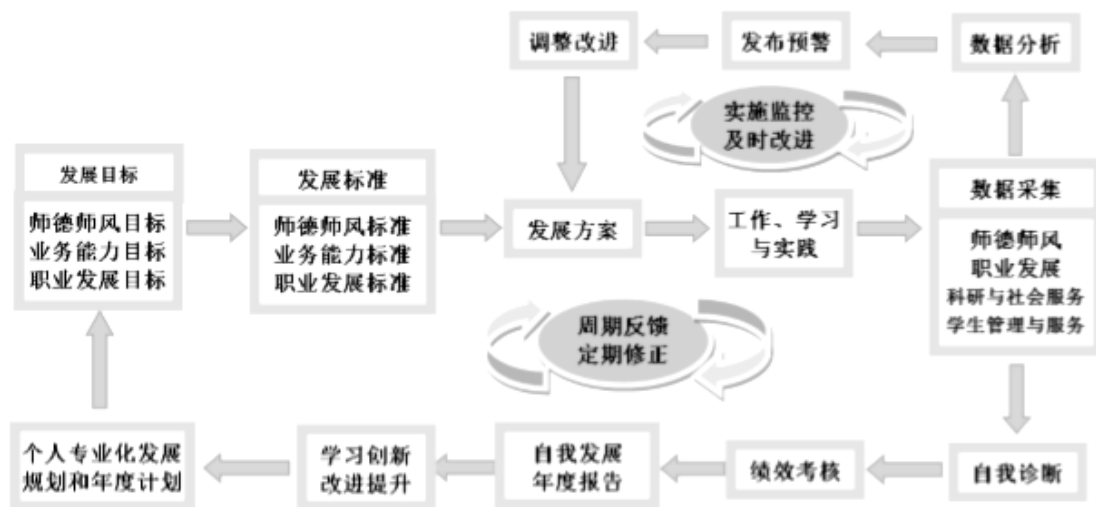 调整改进
发布预警
数据分析
实施监控
及时改进
发展目标
师德师风目标
业务能力目标
职业发展目标
发展标准
师德师风标准
业务能力标准
职业发展标准
发展方案
工作、学习
与实践
数据采集
师德师风
职业发展
科研与社会服务
学生管理与服务
周期反馈
定期修正
个人专业化发展
规划和年度计划
学习创新
改进提升
自我发展
年度报告
绩效考核
自我诊断